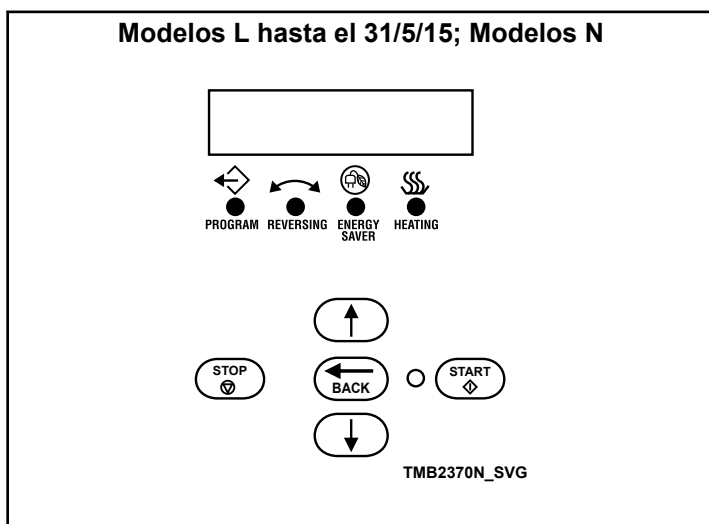 Modelos L hasta el 31/5/15; Modelos N
PROGRAM REVERSING ENERGY SAVER HEATING
STOP
BACK
START
TMB2370N_SVG